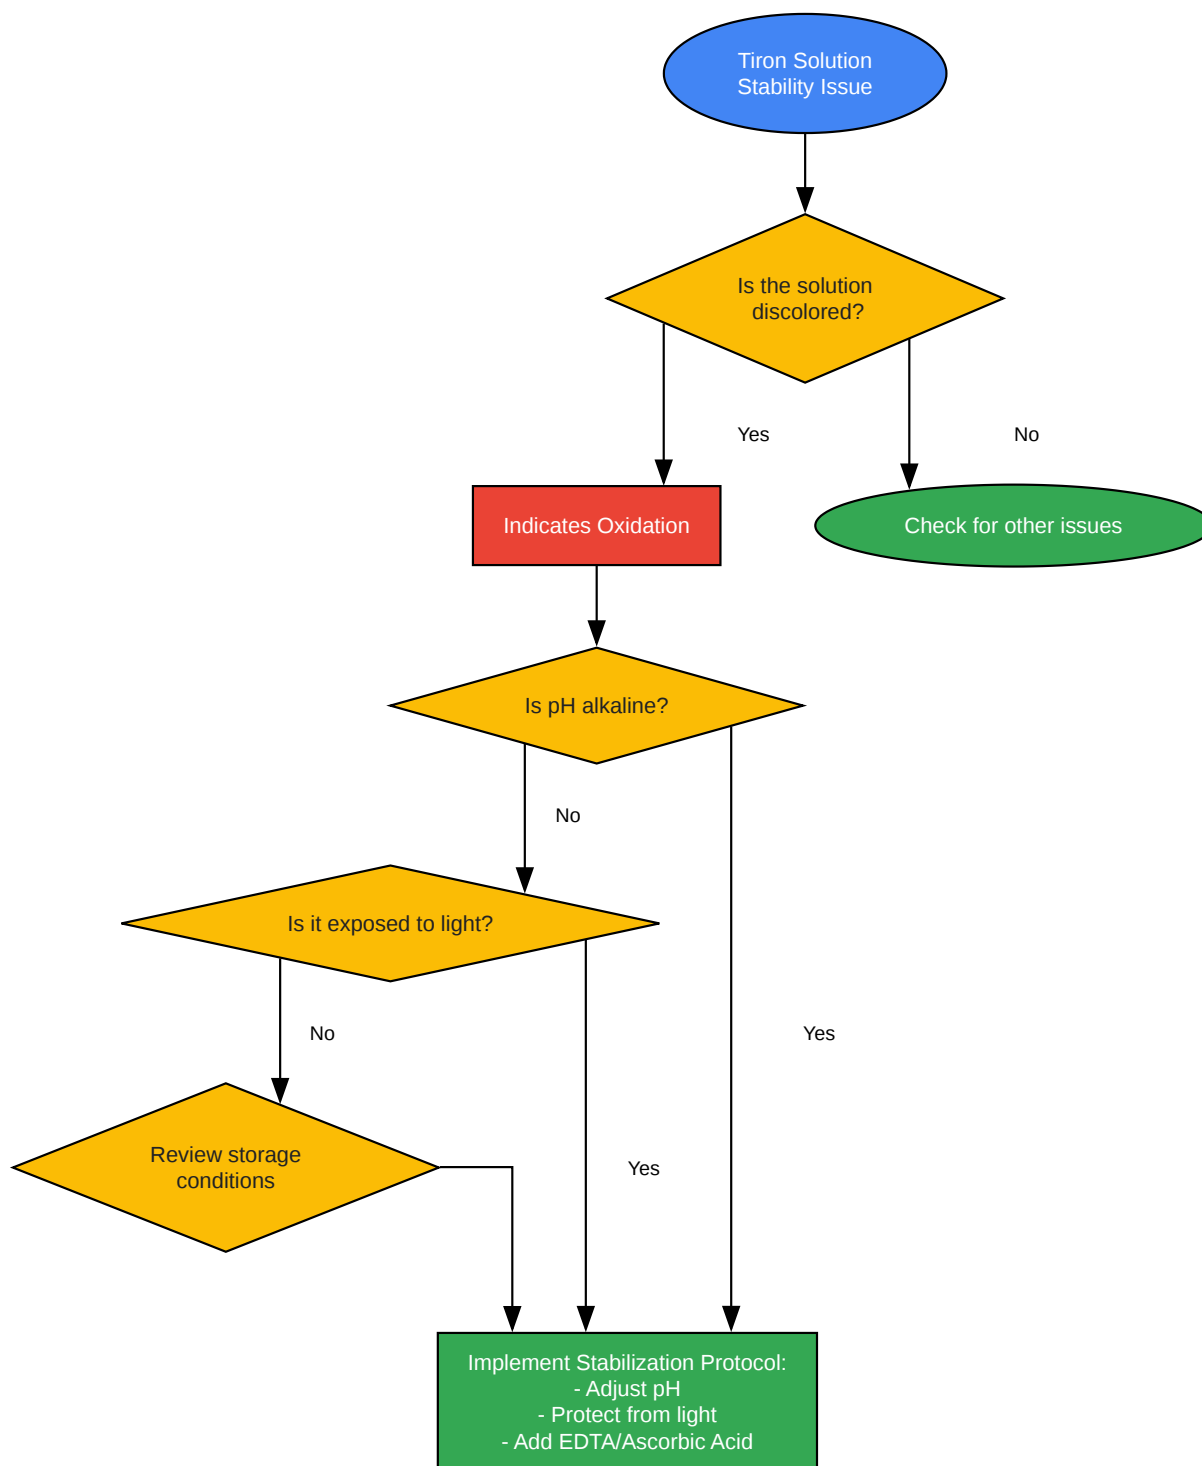 Tiron Solution
Stability Issue
Is the solution
discolored?
Yes
No
Indicates Oxidation
Check for other issues
Is pH alkaline?
No
Is it exposed to light?
No
Yes
Review storage
conditions
Yes
Implement Stabilization Protocol:
- Adjust pH
- Protect from light
- Add EDTA/Ascorbic Acid